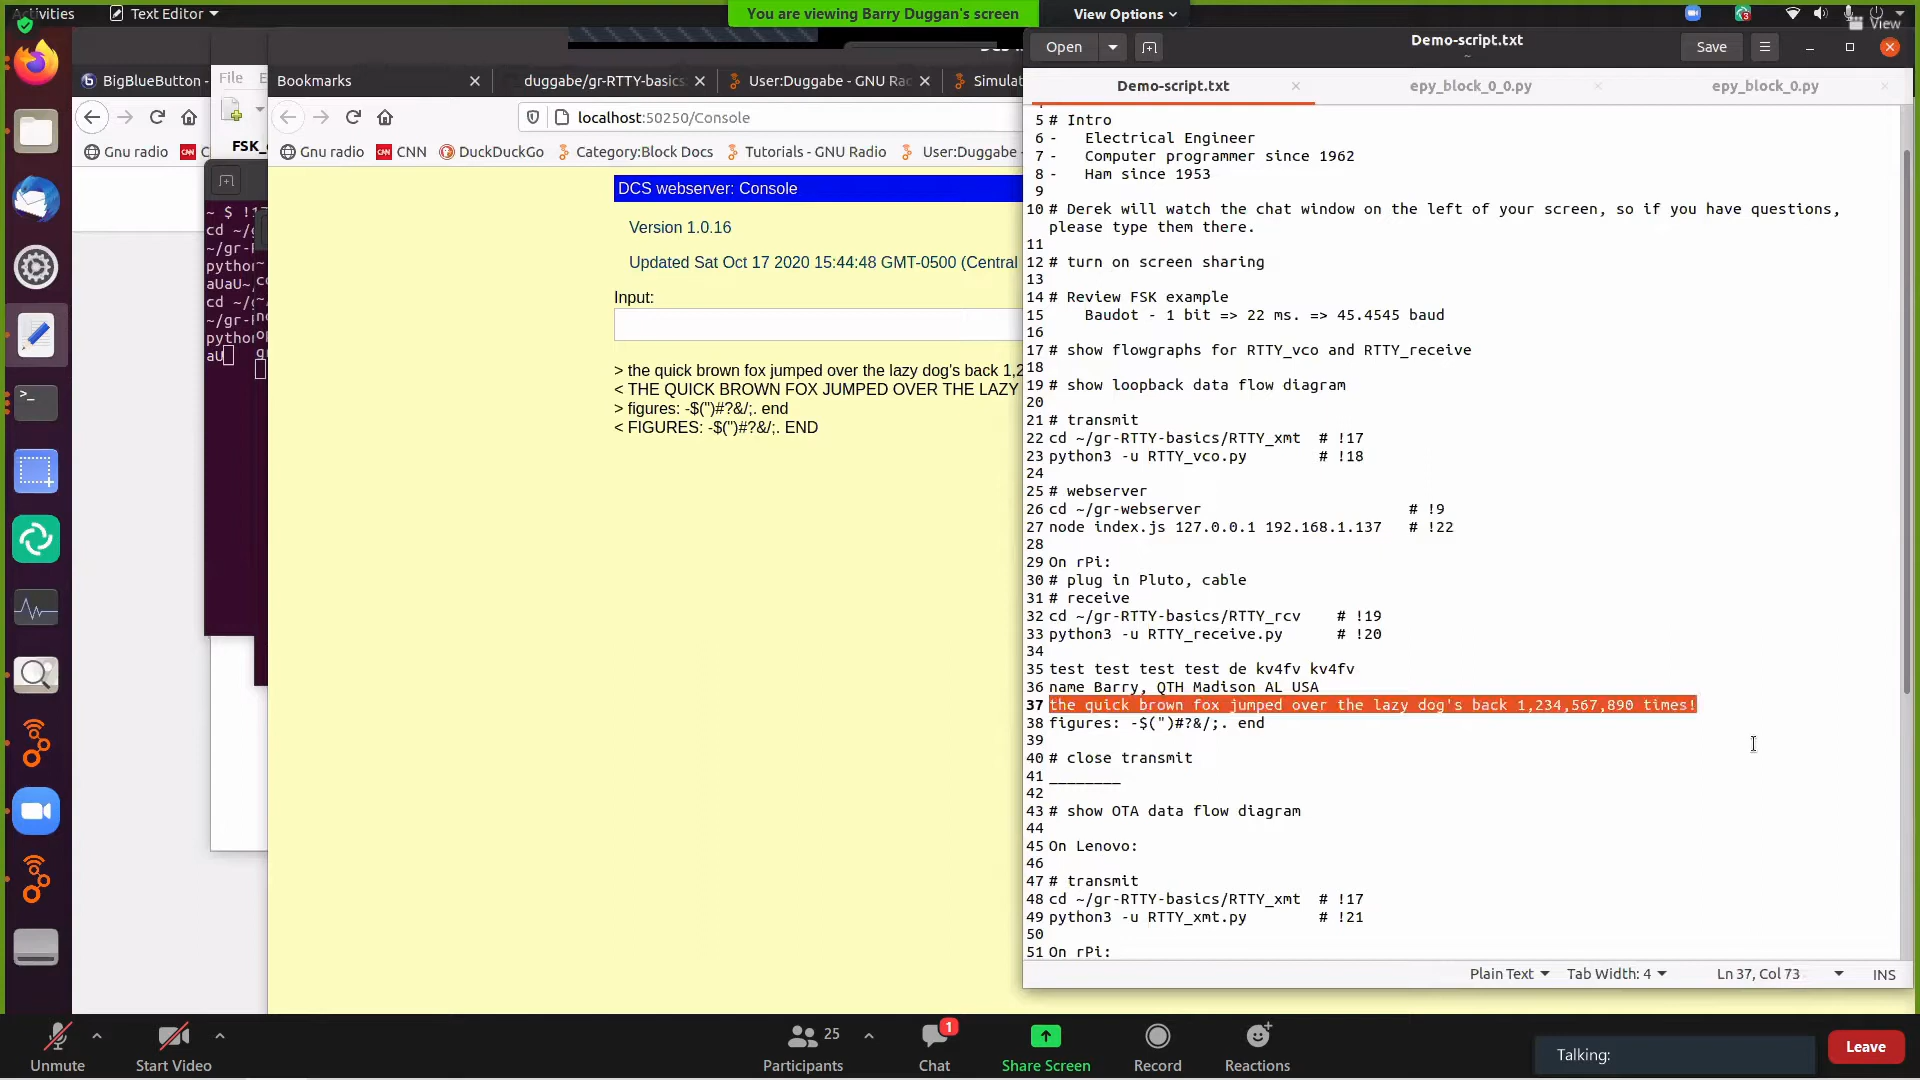 Activities
Text Editor
You are viewing Barry Duggan's screen
View Options
View
BigBlueButton -
File
Bookmarks
duggabe/gr-RTTY-basics
User:Duggabe - GNU Ra
Simulat
localhost:50250/Console
Gnu radio
CNN
DuckDuckGo
Category:Block Docs
Tutorials - GNU Radio
User:Duggabe -
DCS webserver: Console
Version 1.0.16
Updated Sat Oct 17 2020 15:44:48 GMT-0500 (Central
Input:
> the quick brown fox jumped over the lazy dog's back 1,2
< THE QUICK BROWN FOX JUMPED OVER THE LAZY
> figures: -$(")#?&/;. end
< FIGURES: -$(")#?&/;. END
Open
Demo-script.txt
~
Save
Demo-script.txt
epy_block_0_0.py
epy_block_0.py
5 # Intro
6 - Electrical Engineer
7 - Computer programmer since 1962
8 - Ham since 1953
9
10 # Derek will watch the chat window on the left of your screen, so if you have questions,
please type them there.
11
12 # turn on screen sharing
13
14 # Review FSK example
15 Baudot - 1 bit => 22 ms. => 45.4545 baud
16
17 # show flowgraphs for RTTY_vco and RTTY_receive
18
19 # show loopback data flow diagram
20
21 # transmit
22 cd ~/gr-RTTY-basics/RTTY_xmt # !17
23 python3 -u RTTY_vco.py # !18
24
25 # webserver
26 cd ~/gr-webserver # !9
27 node index.js 127.0.0.1 192.168.1.137 # !22
28
29 On rPi:
30 # plug in Pluto, cable
31 # receive
32 cd ~/gr-RTTY-basics/RTTY_rcv # !19
33 python3 -u RTTY_receive.py # !20
34
35 test test test test de kv4fv kv4fv
36 name Barry, QTH Madison AL USA
37 the quick brown fox jumped over the lazy dog's back 1,234,567,890 times!
38 figures: -$(")#?&/;. end
39
40 # close transmit
41 ________
42
43 # show OTA data flow diagram
44
45 On Lenovo:
46
47 # transmit
48 cd ~/gr-RTTY-basics/RTTY_xmt # !17
49 python3 -u RTTY_xmt.py # !21
50
51 On rPi:
Plain Text
Tab Width: 4
Ln 37, Col 73
INS
Unmute
Start Video
Participants
25
Chat
1
Share Screen
Record
Reactions
Talking:
Leave